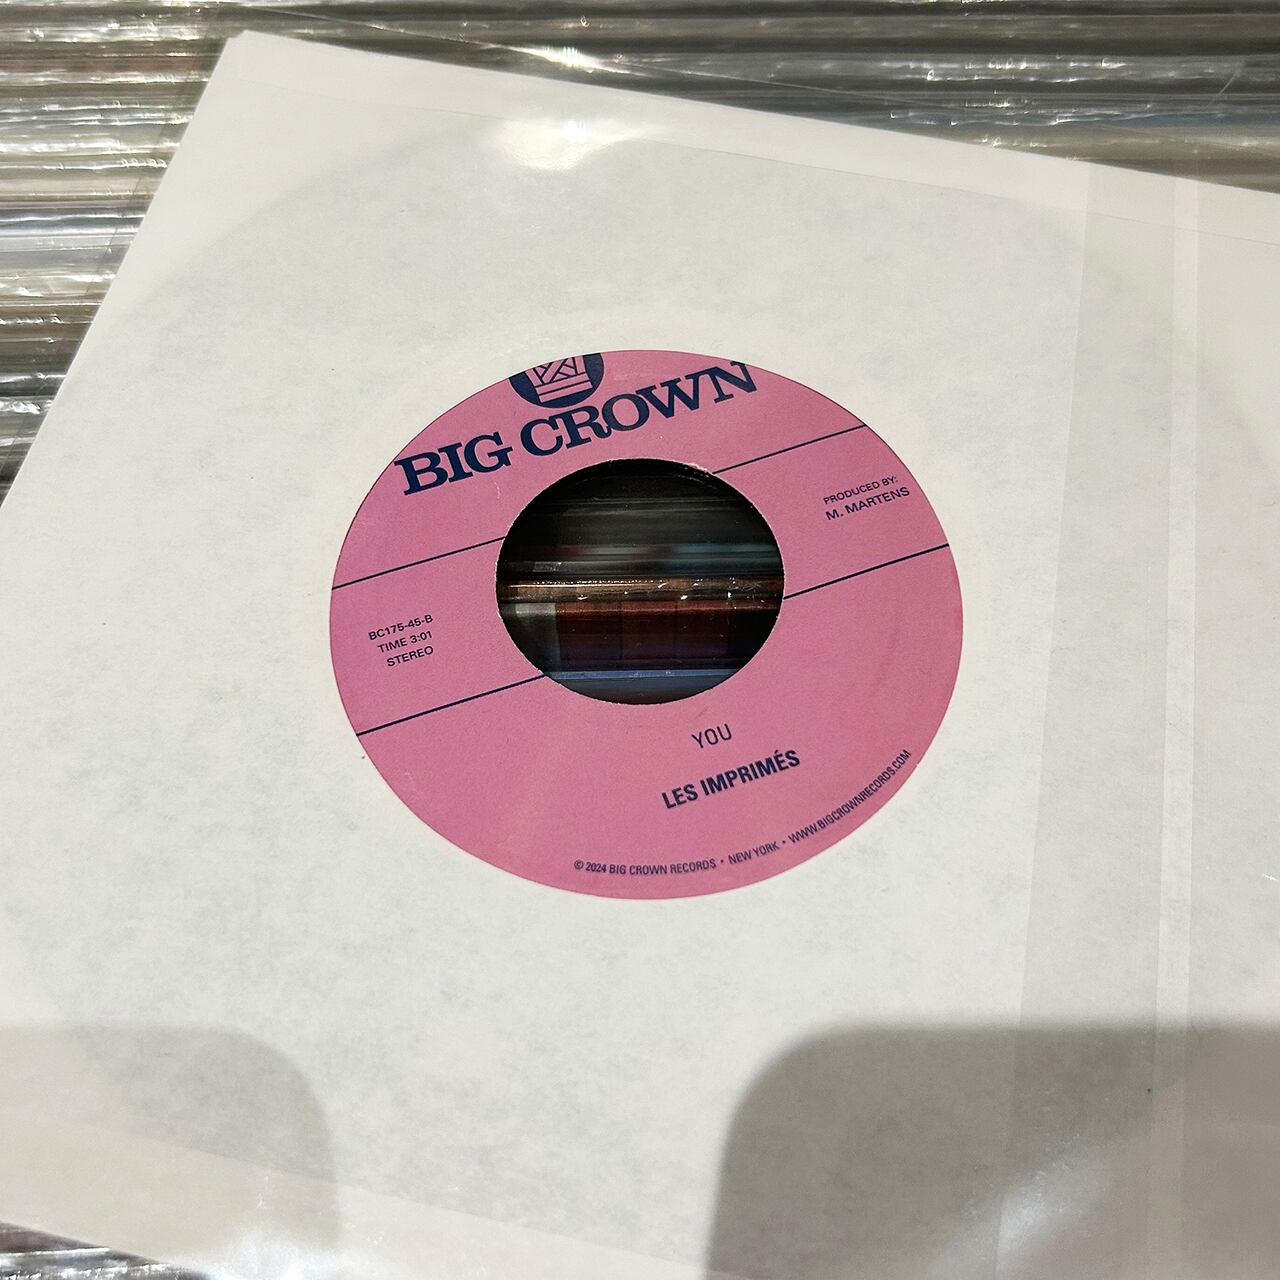 BIG CROWN
PRODUCED BY:
M. MARTENS
BC175-45-B
TIME 3:01
STEREO
YOU
LES IMPRIMÉS
© 2024 BIG CROWN RECORDS • NEW YORK • WWW.BIGCROWNRECORDS.COM